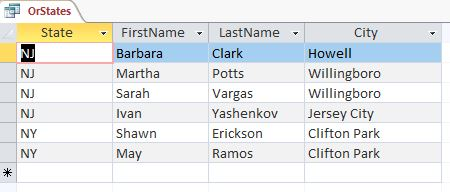 OrStates
State FirstName LastName City
NJ Barbara Clark Howell
NJ Martha Potts Willingboro
NJ Sarah Vargas Willingboro
NJ Ivan Yashenkov Jersey City
NY Shawn Erickson Clifton Park
NY May Ramos Clifton Park